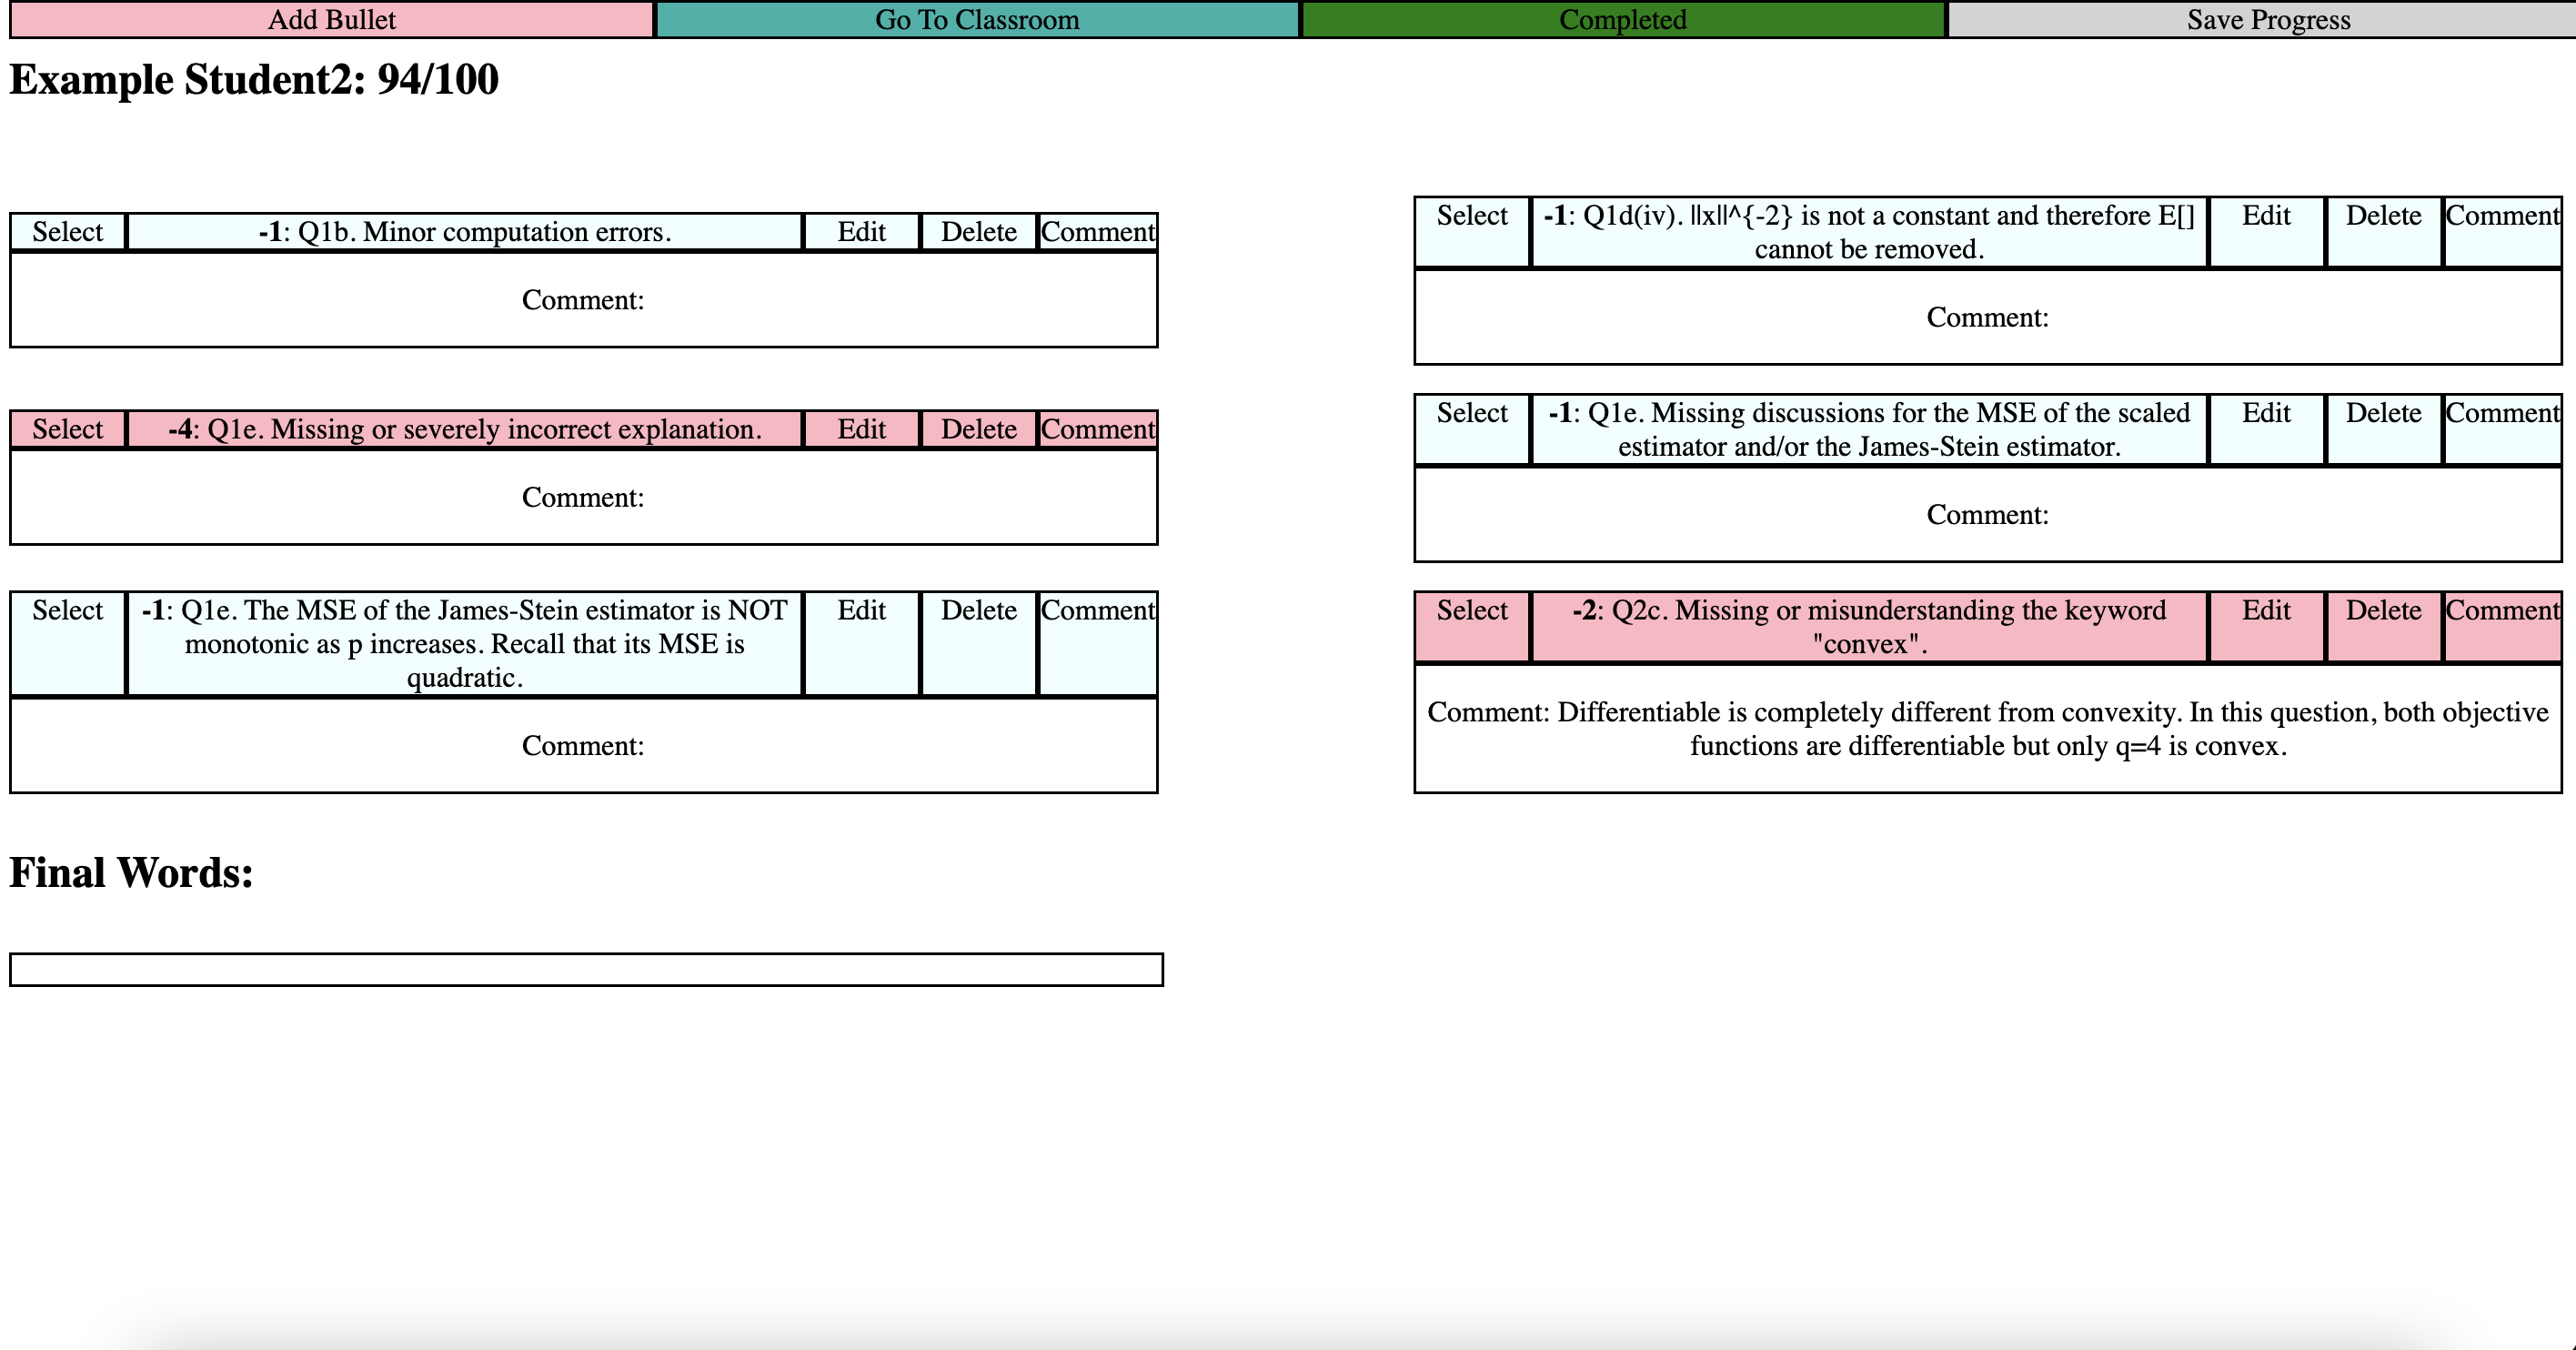 Add Bullet
Go To Classroom
Completed
Save Progress
Example Student2: 94/100
Select
-1: Q1b. Minor computation errors.
Edit
Delete
Comment
Comment:
Select
-1: Q1d(iv). ||x||^{-2} is not a constant and therefore E[]
cannot be removed.
Edit
Delete
Comment
Comment:
Select
-4: Q1e. Missing or severely incorrect explanation.
Edit
Delete
Comment
Comment:
Select
-1: Q1e. Missing discussions for the MSE of the scaled
estimator and/or the James-Stein estimator.
Edit
Delete
Comment
Comment:
Select
-1: Q1e. The MSE of the James-Stein estimator is NOT
monotonic as p increases. Recall that its MSE is
quadratic.
Edit
Delete
Comment
Comment:
Select
-2: Q2c. Missing or misunderstanding the keyword
"convex".
Edit
Delete
Comment
Comment: Differentiable is completely different from convexity. In this question, both objective
functions are differentiable but only q=4 is convex.
Final Words: